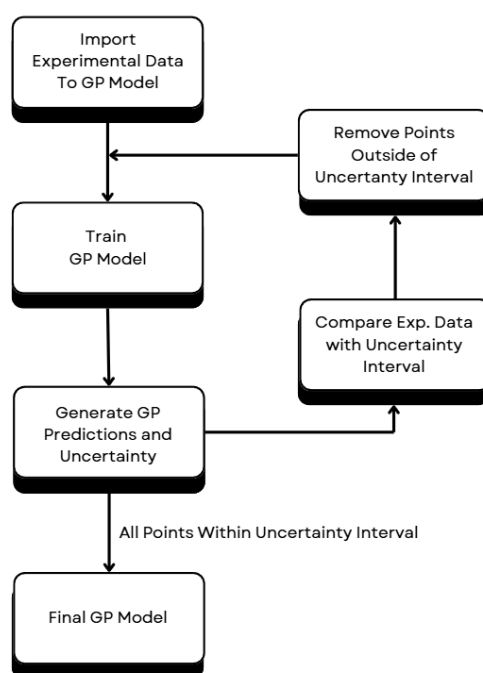 Import
Experimental Data
To GP Model
Remove Points
Outside of
Uncertanty Interval
Train
GP Model
Compare Exp. Data
with Uncertainty
Interval
Generate GP
Predictions and
Uncertainty
All Points Within Uncertainty Interval
Final GP Model